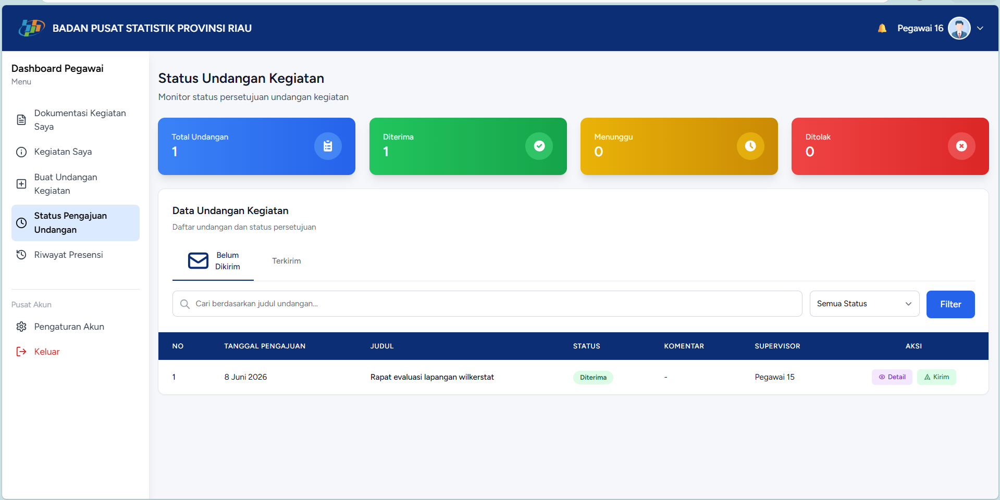 BADAN PUSAT STATISTIK PROVINSI RIAU
Pegawai 16
Dashboard Pegawai
Menu
Dokumentasi Kegiatan
Saya
Kegiatan Saya
Buat Undangan
Kegiatan
Status Pengajuan
Undangan
Riwayat Presensi
Pusat Akun
Pengaturan Akun
Keluar
Status Undangan Kegiatan
Monitor status persetujuan undangan kegiatan
Total Undangan
1
Diterima
1
Menunggu
0
Ditolak
0
Data Undangan Kegiatan
Daftar undangan dan status persetujuan
Belum
Dikirim
Terkirim
Cari berdasarkan judul undangan...
Semua Status
Filter
NO TANGGAL PENGAJUAN JUDUL STATUS KOMENTAR SUPERVISOR AKSI
1 8 Juni 2026 Rapat evaluasi lapangan wilkerstat Diterima - Pegawai 15 Detail Kirim